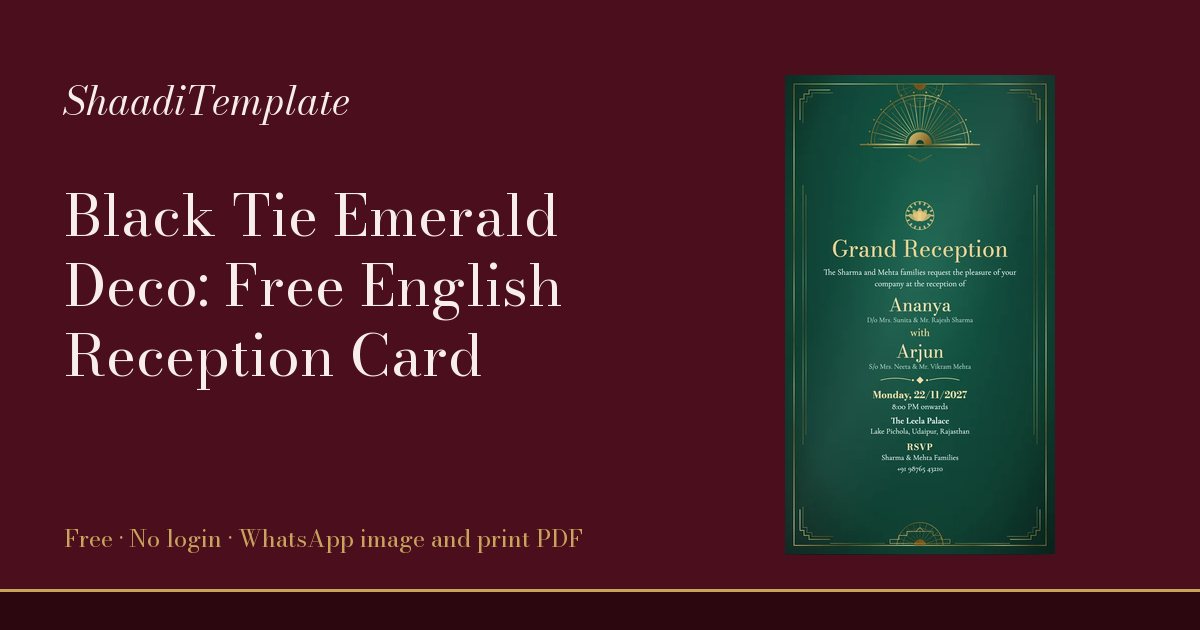 ShaadiTemplate
Black Tie Emerald
Deco: Free English
Reception Card
Free · No login · WhatsApp image and print PDF
Grand Reception
The Sharma and Mehta families request the pleasure of your
company at the reception of
Ananya
D/o Mrs. Sunita & Mr. Rajesh Sharma
with
Arjun
S/o Mrs. Neeta & Mr. Vikram Mehta
Monday, 22/11/2027
8:00 PM onwards
The Leela Palace
Lake Pichola, Udaipur, Rajasthan
RSVP
Sharma & Mehta Families
+91 98765 43210